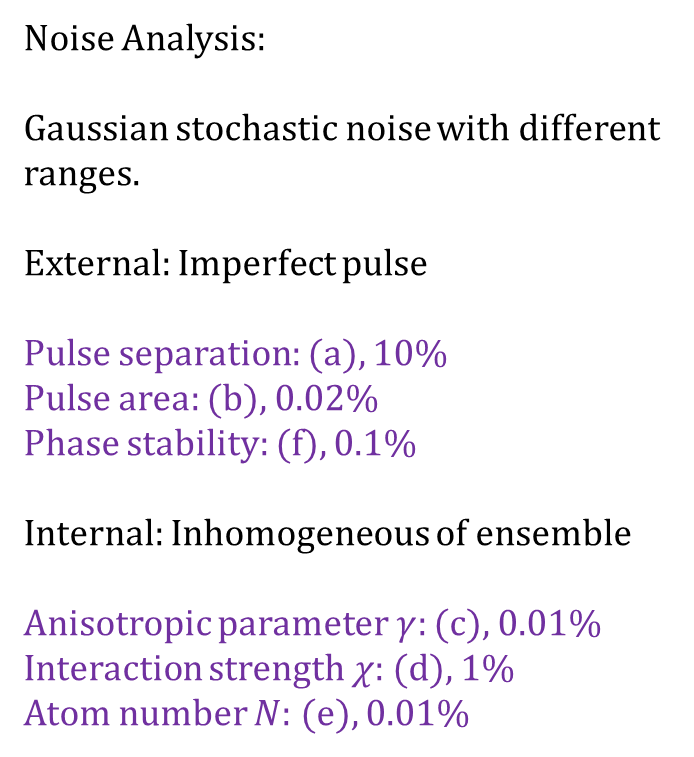 Noise Analysis:
Gaussian stochastic noise with different
ranges.
External: Imperfect pulse
Pulse separation: (a), 10%
Pulse area: (b), 0.02%
Phase stability: (f), 0.1%
Internal: Inhomogeneous of ensemble
Anisotropic parameter γ: (c), 0.01%
Interaction strength χ: (d), 1%
Atom number N: (e), 0.01%